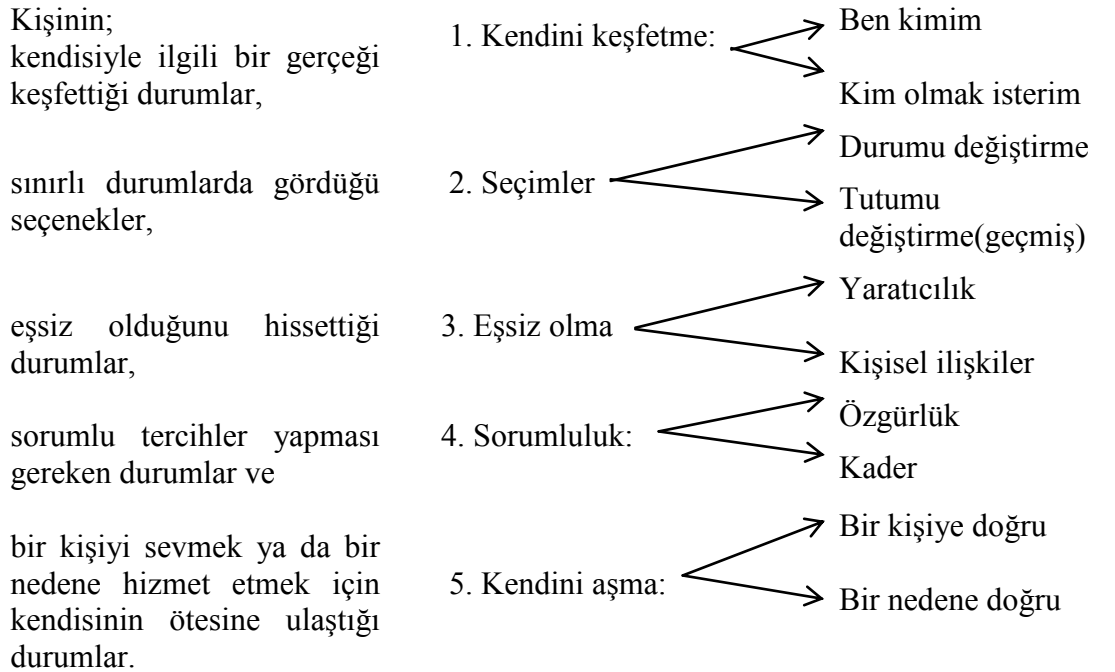 Kişinin;
kendisiyle ilgili bir gerçeği
keşfettiği durumlar,
1. Kendini keşfetme:
Ben kimim
Kim olmak isterim
sınırlı durumlarda gördüğü
seçenekler,
2. Seçimler
Durumu değiştirme
Tutumu
değiştirme(geçmiş)
eşsiz olduğunu hissettiği
durumlar,
3. Eşsiz olma
Yaratıcılık
Kişisel ilişkiler
sorumlu tercihler yapması
gereken durumlar ve
4. Sorumluluk:
Özgürlük
Kader
bir kişiyi sevmek ya da bir
nedene hizmet etmek için
kendisinin ötesine ulaştığı
durumlar.
5. Kendini aşma:
Bir kişiye doğru
Bir nedene doğru